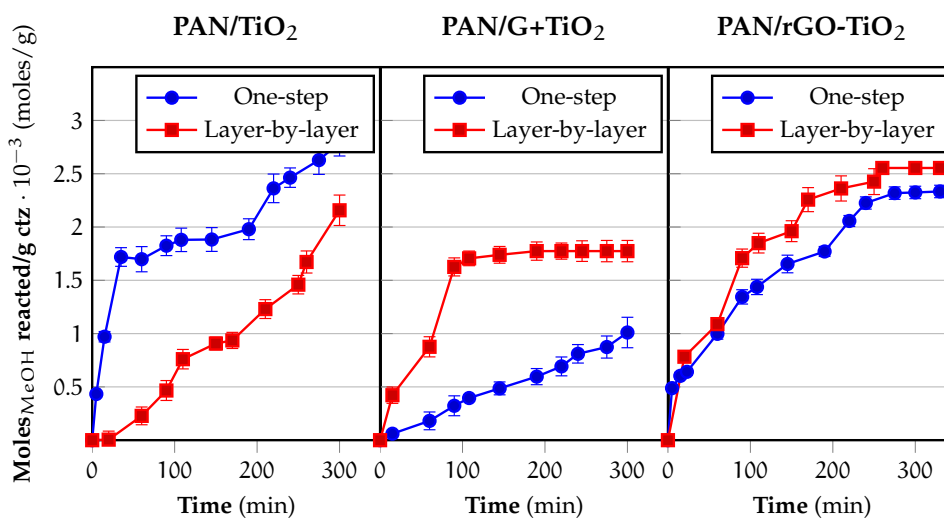 PAN/TiO2 PAN/G+TiO2 PAN/rGO-TiO2
Moles MeOH reacted/g ctz · 10−3 (moles/g)
One-step
Layer-by-layer
One-step
Layer-by-layer
One-step
Layer-by-layer
3
2.5
2
1.5
1
0.5
0 100 200 300 0 100 200 300 0 100 200 300
Time (min) Time (min) Time (min)